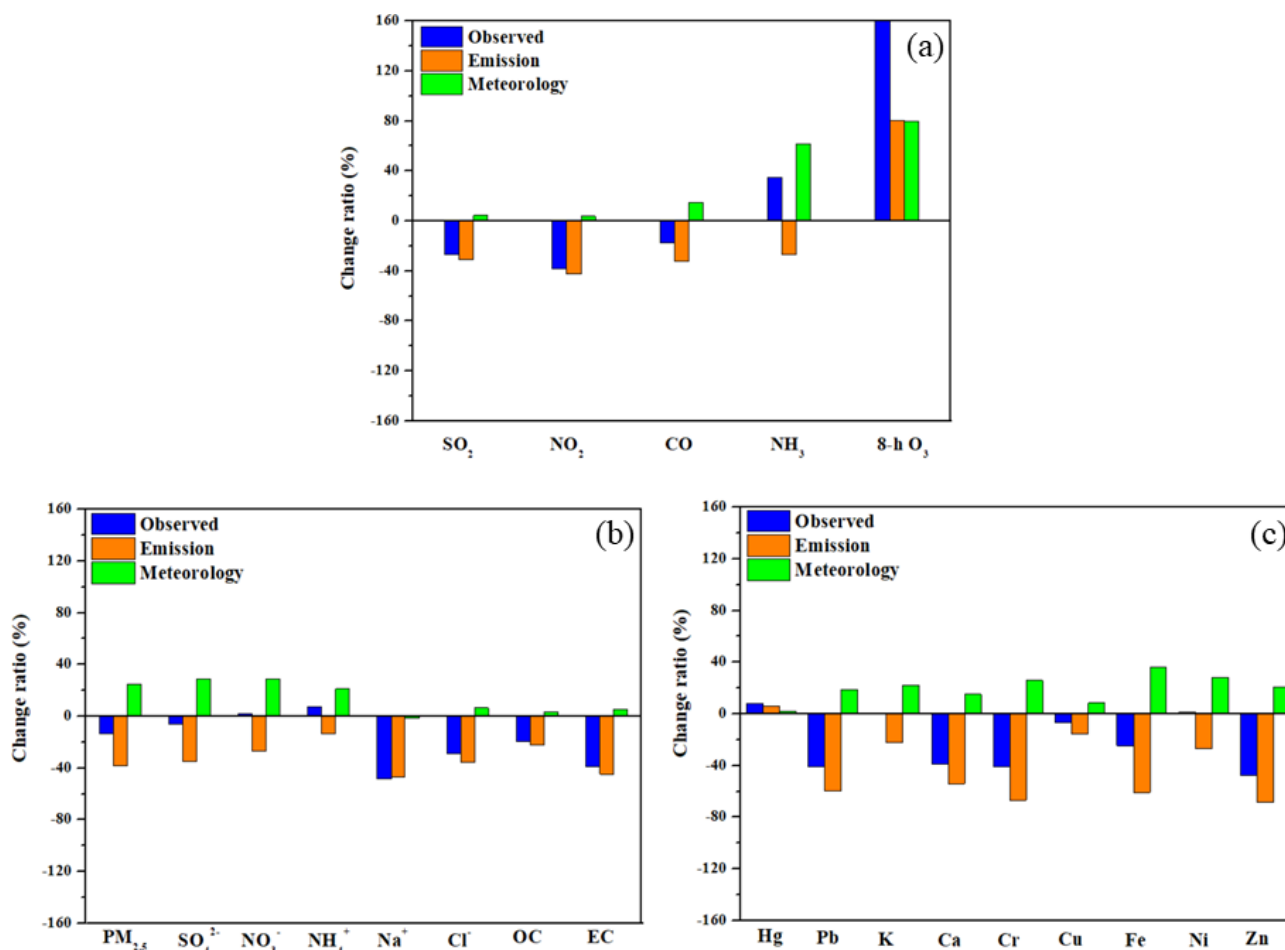 (a)
Observed
Emission
Meteorology
Change ratio (%)
160
120
80
40
0
-40
-80
-120
-160
SO₂ NO₂ CO NH₃ 8-h O₃
(b)
Observed
Emission
Meteorology
Change ratio (%)
160
120
80
40
0
-40
-80
-120
-160
PM₂.₅ SO₄²⁻ NO₃⁻ NH₄⁺ Na⁺ Cl⁻ OC EC
(c)
Observed
Emission
Meteorology
Change ratio (%)
160
120
80
40
0
-40
-80
-120
-160
Hg Pb K Ca Cr Cu Fe Ni Zn